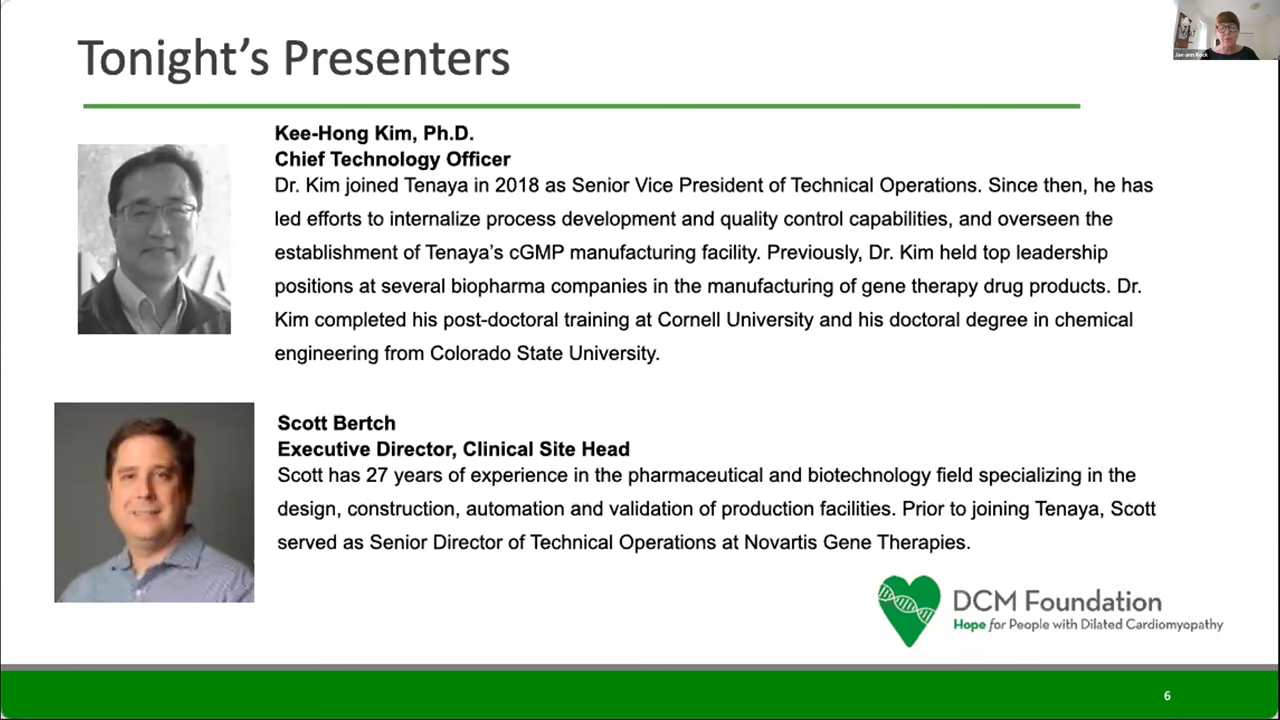 Tonight's Presenters
Kee-Hong Kim, Ph.D.
Chief Technology Officer
Dr. Kim joined Tenaya in 2018 as Senior Vice President of Technical Operations. Since then, he has
led efforts to internalize process development and quality control capabilities, and overseen the
establishment of Tenaya's cGMP manufacturing facility. Previously, Dr. Kim held top leadership
positions at several biopharma companies in the manufacturing of gene therapy drug products. Dr.
Kim completed his post-doctoral training at Cornell University and his doctoral degree in chemical
engineering from Colorado State University.
Scott Bertch
Executive Director, Clinical Site Head
Scott has 27 years of experience in the pharmaceutical and biotechnology field specializing in the
design, construction, automation and validation of production facilities. Prior to joining Tenaya, Scott
served as Senior Director of Technical Operations at Novartis Gene Therapies.
DCM Foundation
Hope for People with Dilated Cardiomyopathy
6